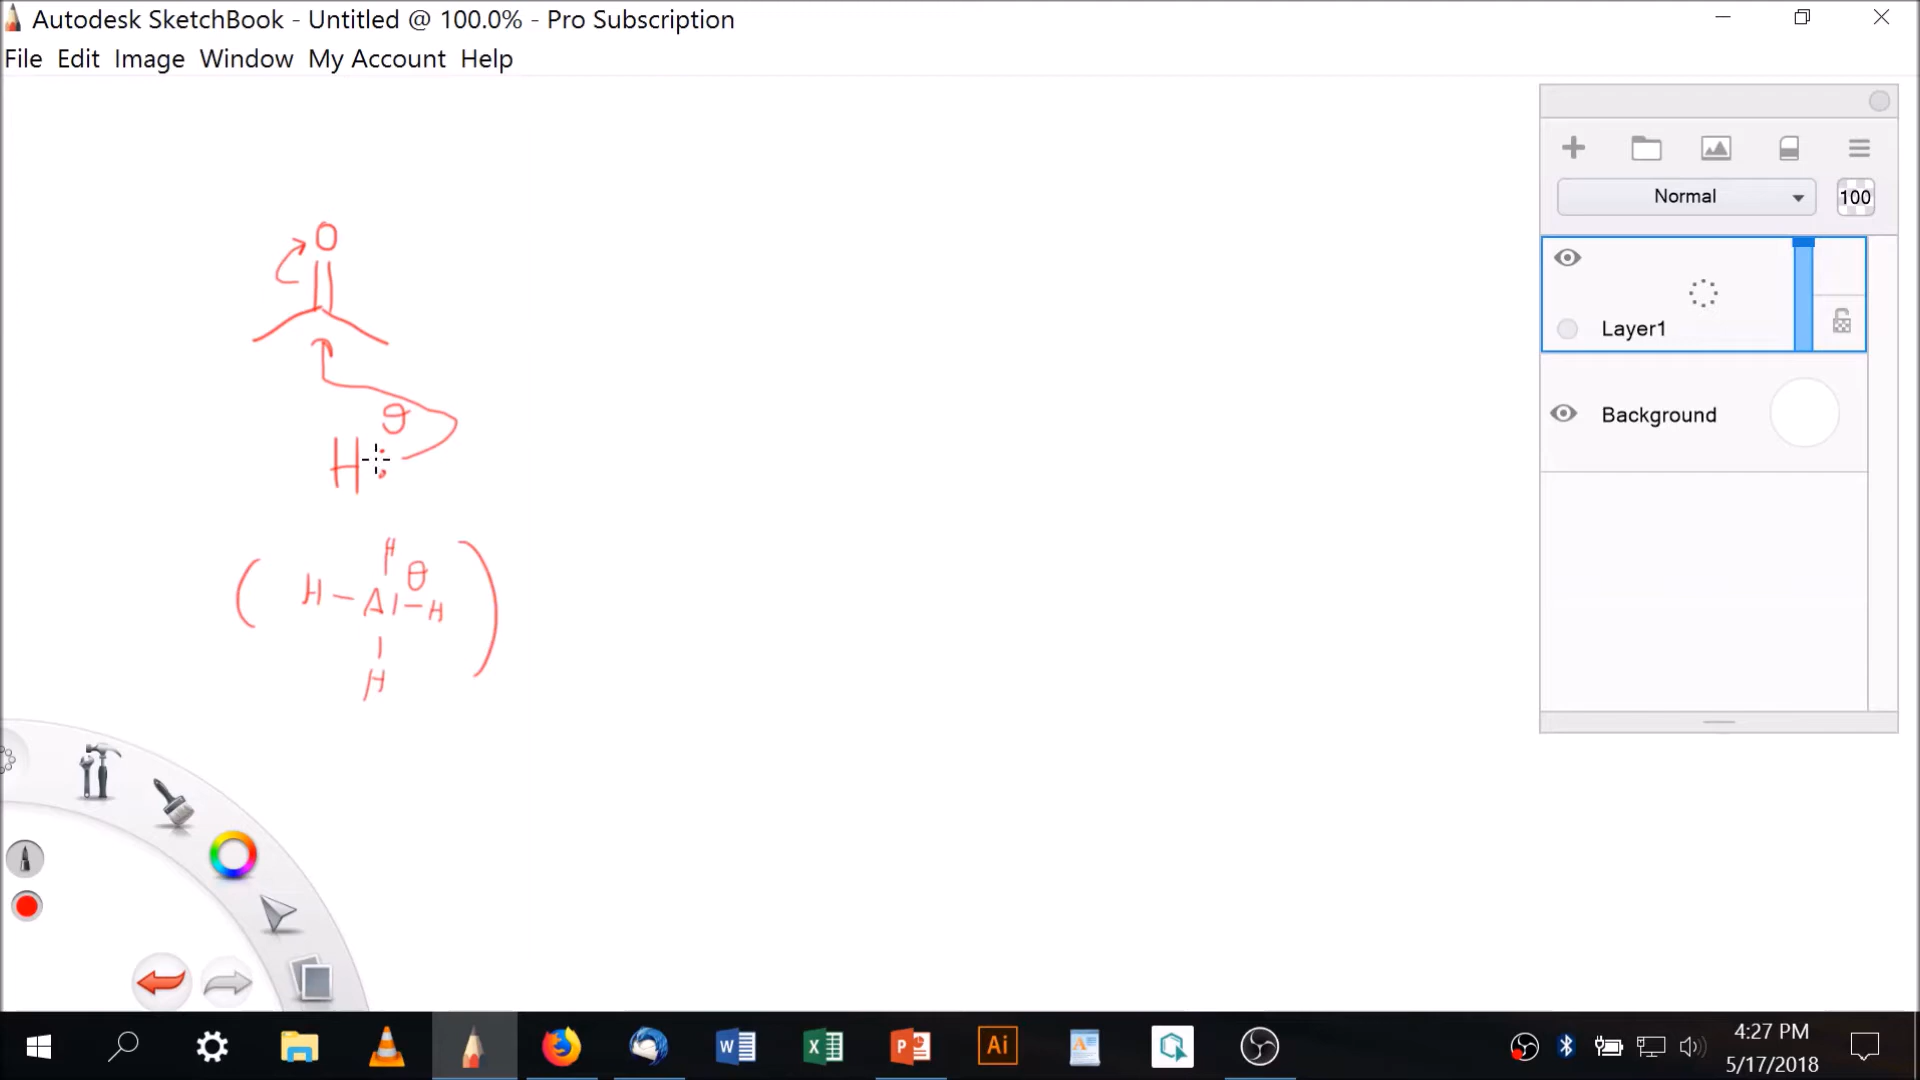 Autodesk SketchBook - Untitled @ 100.0% - Pro Subscription
File Edit Image Window My Account Help
100
Normal
O
Layer1
Background
θ
H :
H
θ
H - Al - H
H
Ai
4:27 PM
5/17/2018